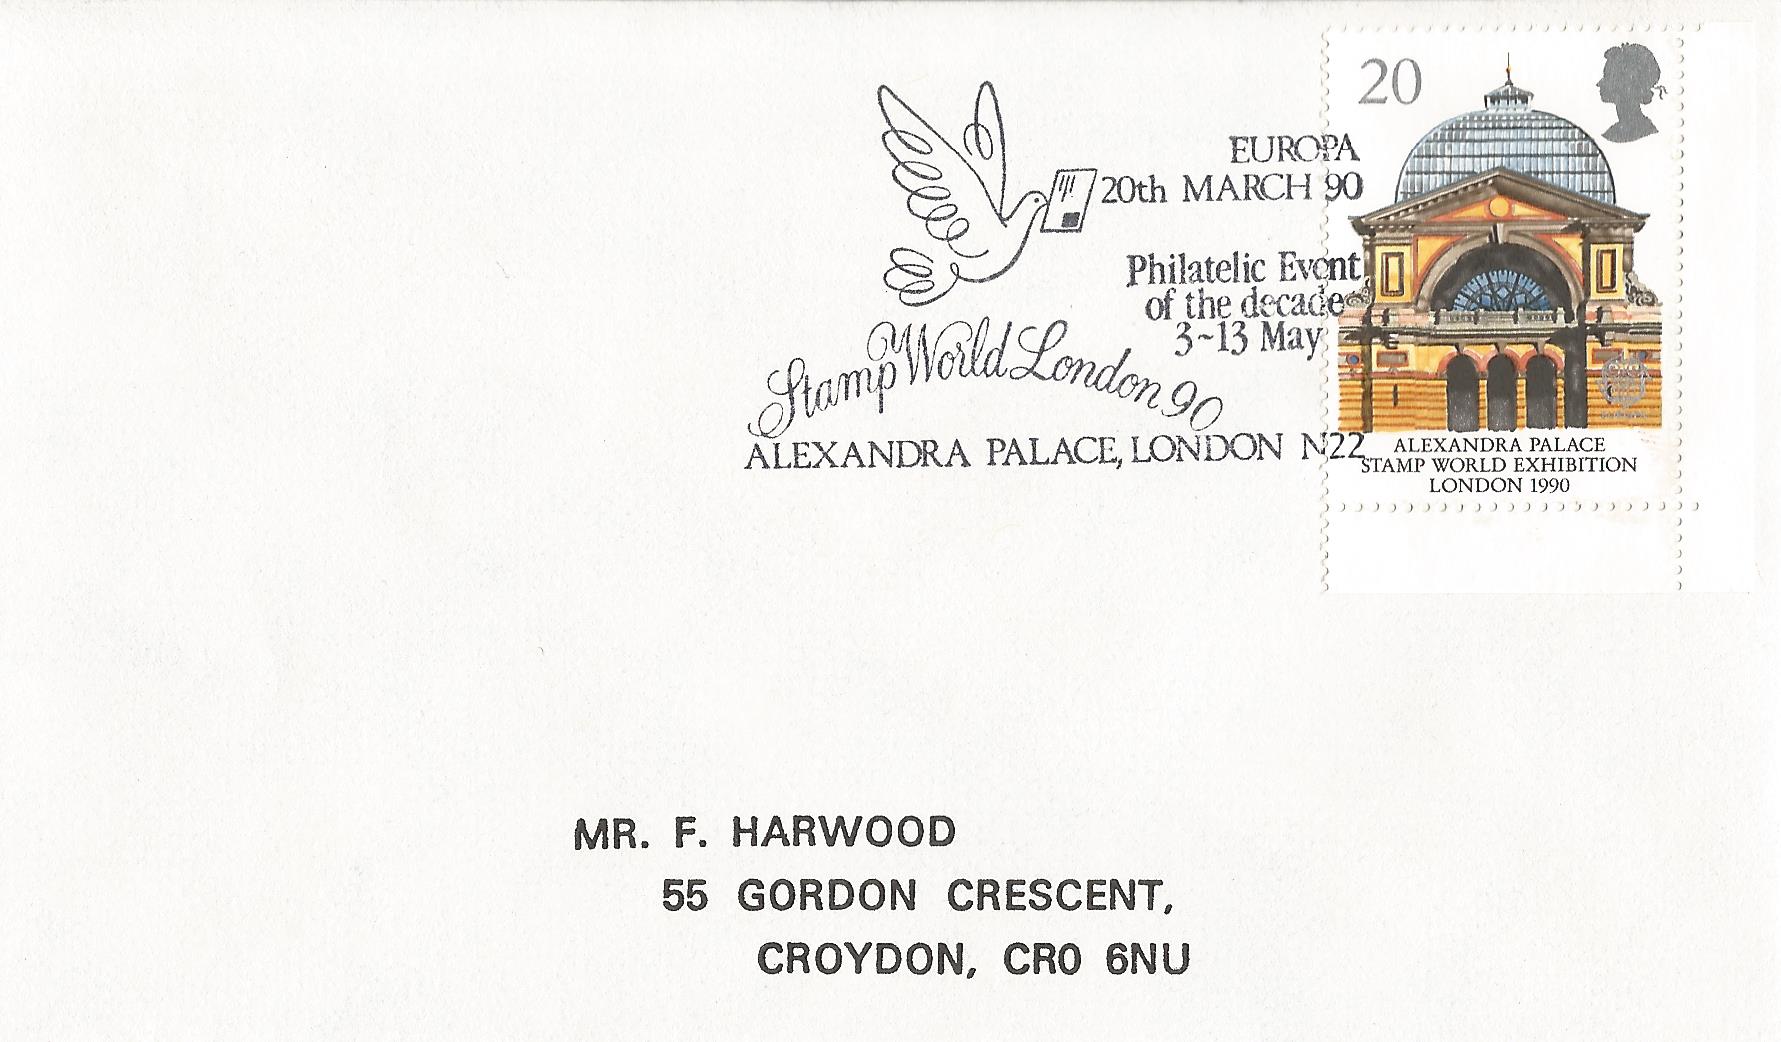 20
EUROPA
20th MARCH 90
Philatelic Event
of the decade
3~13 May
Stamp World London 90
ALEXANDRA PALACE, LONDON N22
ALEXANDRA PALACE
STAMP WORLD EXHIBITION
LONDON 1990
MR. F. HARWOOD
55 GORDON CRESCENT,
CROYDON, CR0 6NU